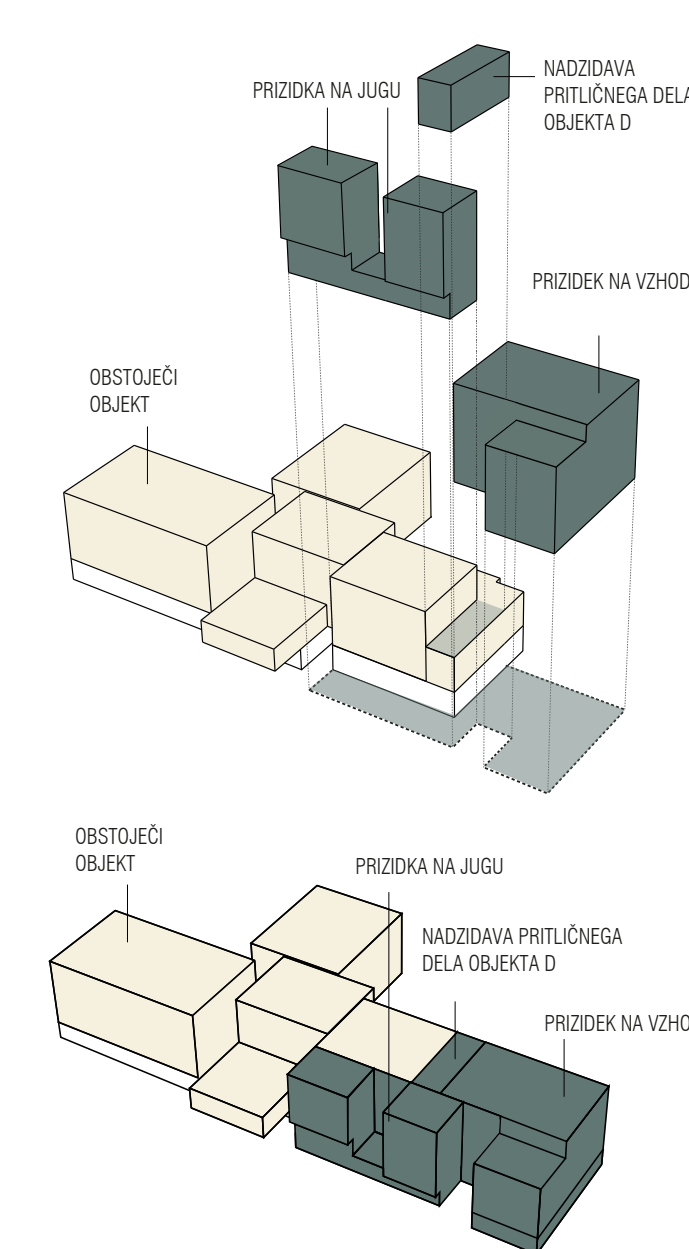 NADZIDAVA
PRITLIČNEGA DELA
OBJEKTA D
PRIZIDKA NA JUGU
PRIZIDEK NA VZHOD
OBSTOJEČI
OBJEKT
OBSTOJEČI
OBJEKT
PRIZIDKA NA JUGU
NADZIDAVA PRITLIČNEGA
DELA OBJEKTA D
PRIZIDEK NA VZHO